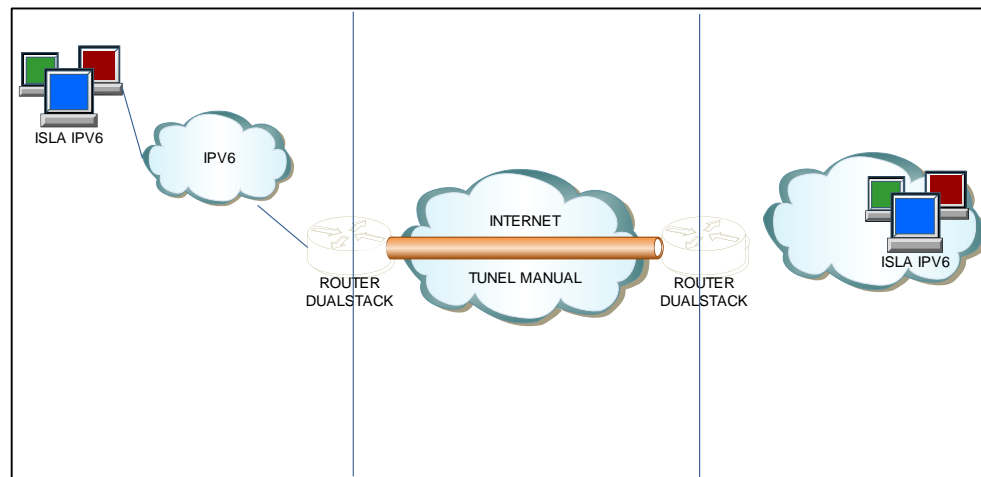 ISLA IPV6
IPV6
INTERNET
TUNEL MANUAL
ROUTER
DUALSTACK
ROUTER
DUALSTACK
ISLA IPV6